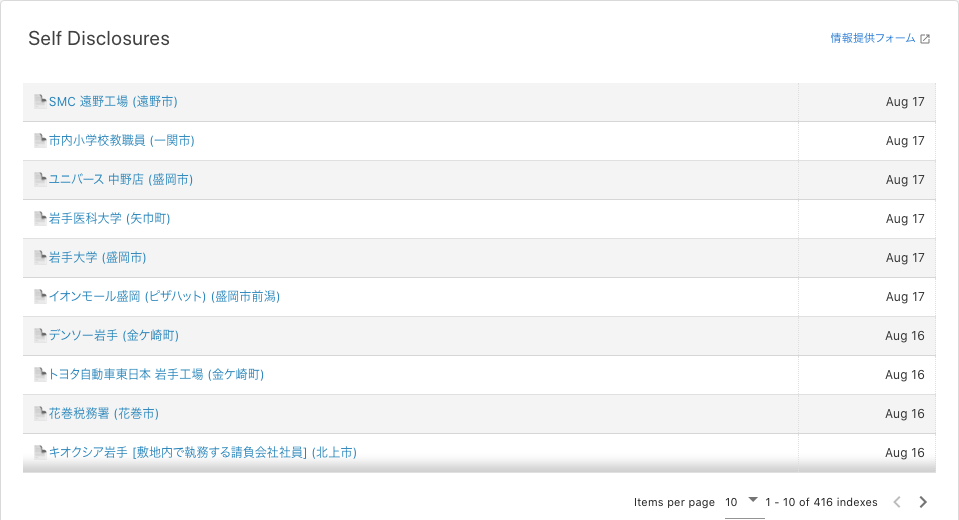 Self Disclosures
情報提供フォーム
SMC 遠野工場 (遠野市) Aug 17
市内小学校教職員 (一関市) Aug 17
ユニバース 中野店 (盛岡市) Aug 17
岩手医科大学 (矢巾町) Aug 17
岩手大学 (盛岡市) Aug 17
イオンモール盛岡 (ピザハット) (盛岡市前潟) Aug 17
デンソー岩手 (金ケ崎町) Aug 16
トヨタ自動車東日本 岩手工場 (金ケ崎町) Aug 16
花巻税務署 (花巻市) Aug 16
キオクシア岩手 [敷地内で執務する請負会社社員] (北上市) Aug 16
Items per page 10 1 - 10 of 416 indexes